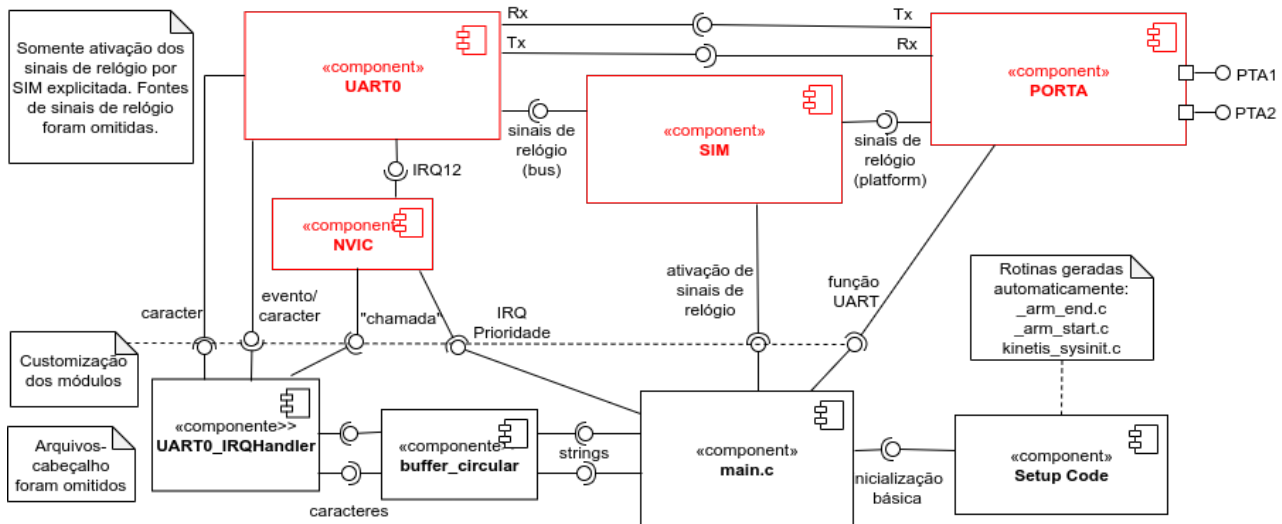 Somente ativação dos
sinais de relógio por
SIM explicitada. Fontes
de sinais de relógio
foram omitidas.
«component»
UART0
Rx
Tx
Tx
Rx
«component»
PORTA
PTA1
PTA2
sinais de
relógio
(bus)
«component»
SIM
sinais de
relógio
(platform)
IRQ12
«component
NVIC
caracter
evento/
caracter
"chamada"
IRQ
Prioridade
ativação de
sinais de
relógio
função
UART
Rotinas geradas
automaticamente:
_arm_end.c
_arm_start.c
kinetis_sysinit.c
Customização
dos módulos
Arquivos-
cabeçalho
foram omitidos
«componente>>
UART0_IRQHandler
caracteres
«componente>>
buffer_circular
strings
«component»
main.c
nicialização
básica
«component»
Setup Code